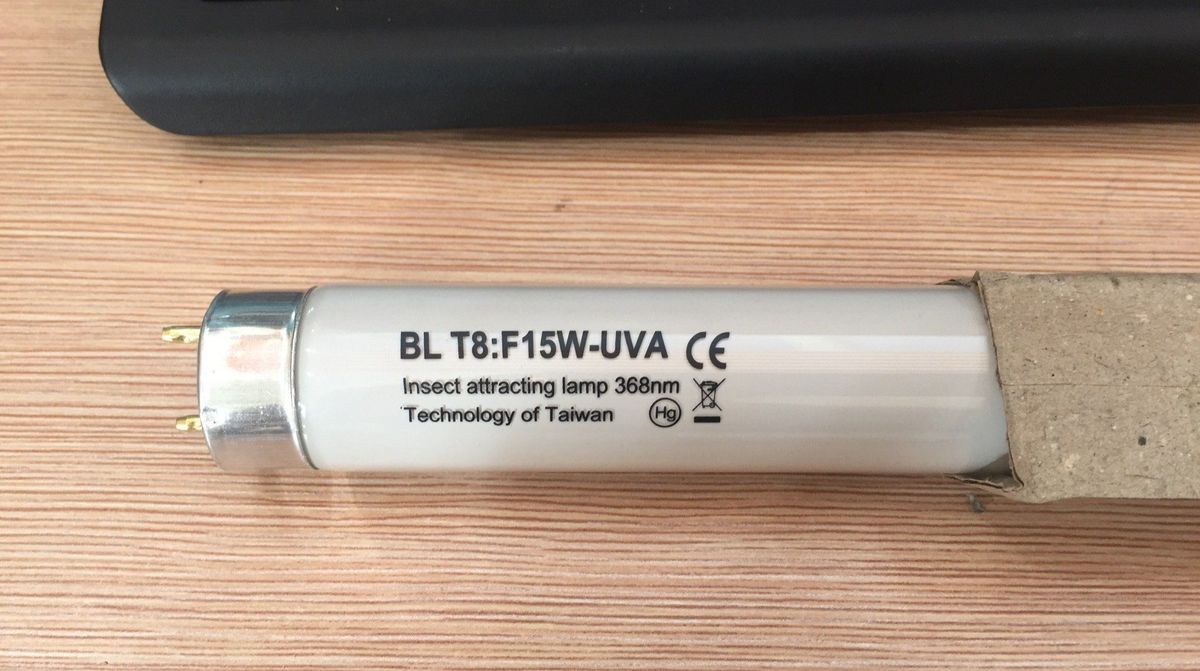 BL T8:F15W-UVA CE
Insect attracting lamp 368nm
Technology of Taiwan Hg